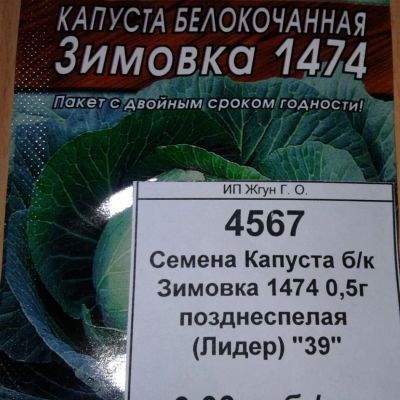 КАПУСТА БЕЛОКОЧАННАЯ
Зимовка 1474
Пакет с двойным сроком годности!
ИП Жгун Г. О.
4567
Семена Капуста б/к
Зимовка 1474 0,5г
позднеспелая
(Лидер) "39"